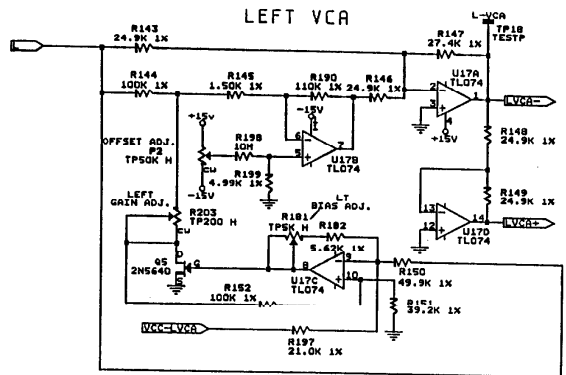 LEFT VCA
L-VCA
TP18
TESTP
L
R143
24.9K 1%
R147
27.4K 1%
R144
100K 1%
R145
1.50K 1%
R190
110K 1%
R146
24.9K 1%
U17A
TL074
2
3
1
4
+15V
LVCA-
-15V
6
5
7
U17B
TL074
+15V
OFFSET ADJ.
P2
TP50K H
R198
10M
CW
-15V
R199
4.99K 1%
R148
24.9K 1%
R149
24.9K 1%
LEFT
GAIN ADJ.
R203
TP200 H
CW
LT
BIAS ADJ.
R181
TP5K H
R182
5.62K 1%
13
12
14
U17D
TL074
LVCA+
D
G
S
Q5
2N5640
8
9
10
U17C
TL074
R150
49.9K 1%
R152
100K 1%
R151
39.2K 1%
VCC-LVCA
R197
21.0K 1%